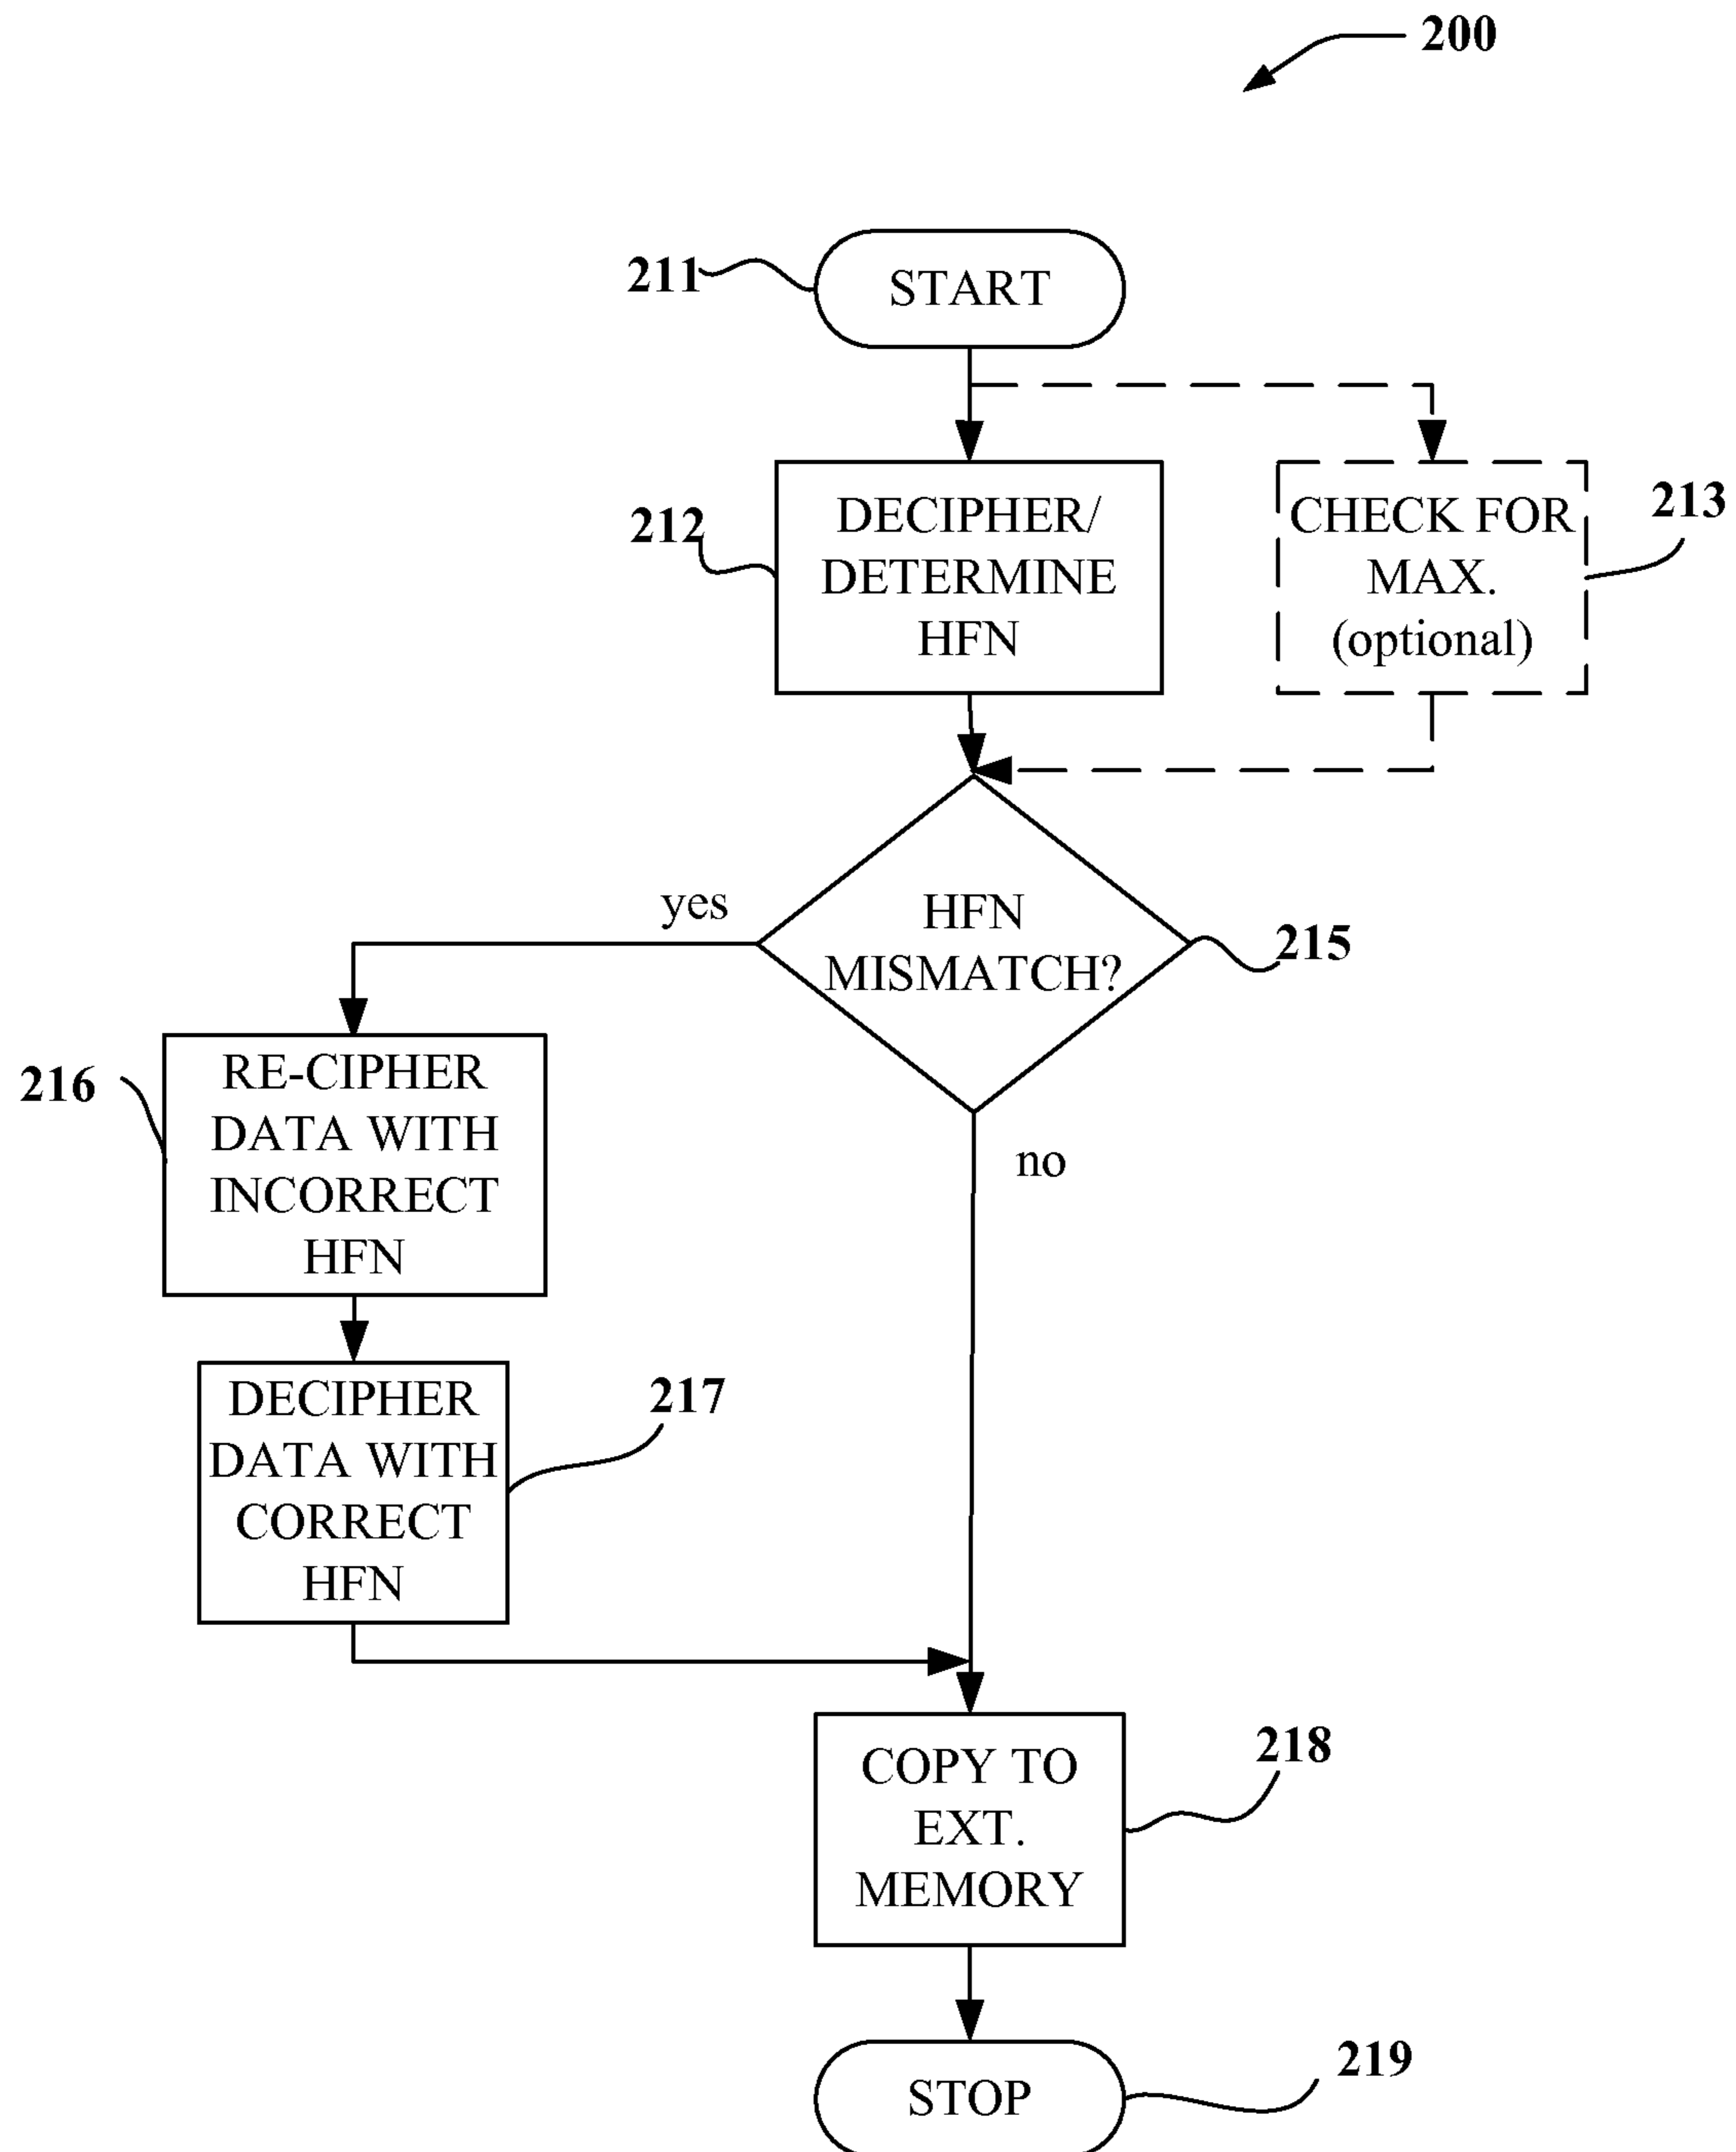 200
211
START
212
DECIPHER/
DETERMINE
HFN
CHECK FOR
MAX.
(optional)
213
HFN
MISMATCH?
215
yes
no
216
RE-CIPHER
DATA WITH
INCORRECT
HFN
DECIPHER
DATA WITH
CORRECT
HFN
217
COPY TO
EXT.
MEMORY
218
STOP
219